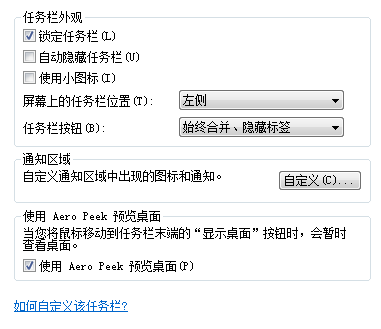 任务栏外观
锁定任务栏(L)
自动隐藏任务栏(U)
使用小图标(I)
屏幕上的任务栏位置(T): 左侧
任务栏按钮(B): 始终合并、隐藏标签
通知区域
自定义通知区域中出现的图标和通知。
自定义(C)...
使用 Aero Peek 预览桌面
当您将鼠标移动到任务栏末端的“显示桌面”按钮时，会暂时
查看桌面。
使用 Aero Peek 预览桌面(P)
如何自定义该任务栏?